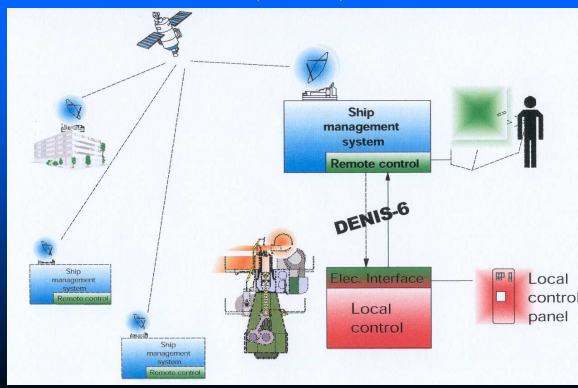 Ship
management
system
Remote control
DENIS-6
Elec. Interface
Local
control
Local
control
panel
Ship
management
system
Remote control
Ship
management
system
Remote control